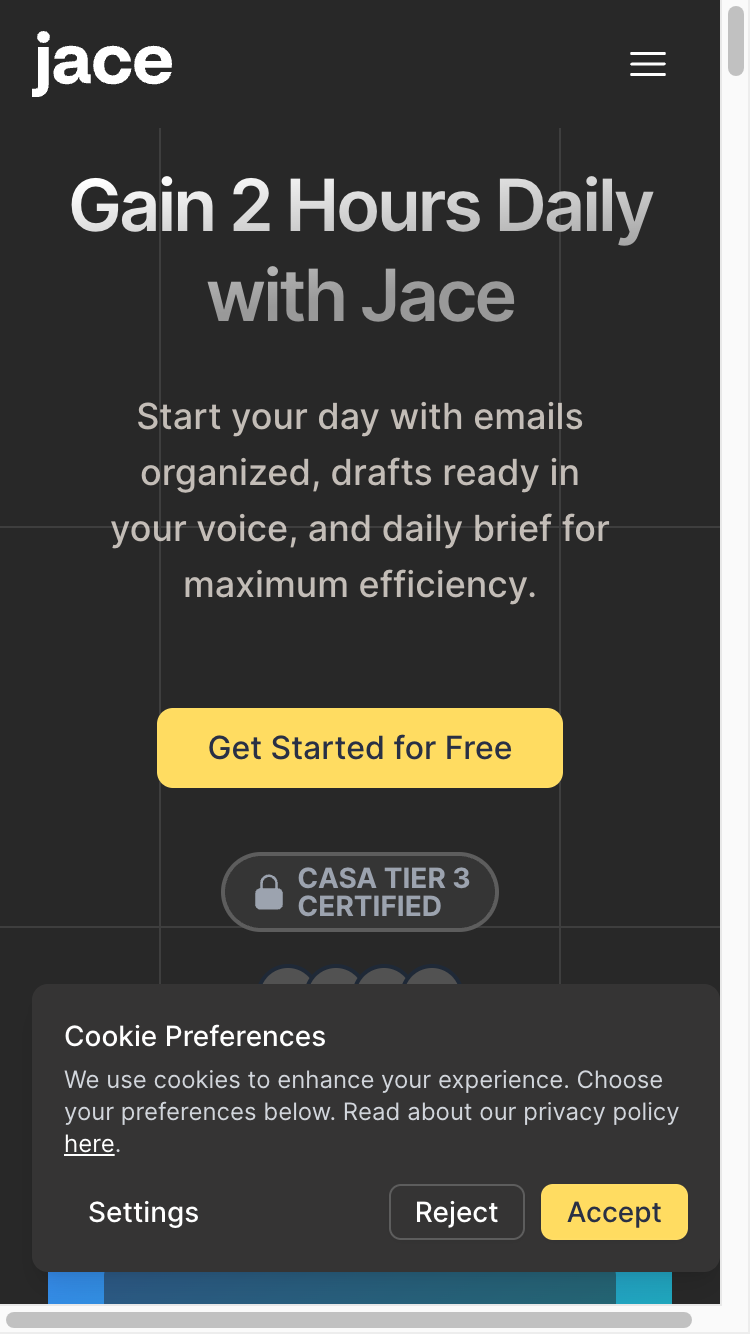 jace
Gain 2 Hours Daily
with Jace
Start your day with emails
organized, drafts ready in
your voice, and daily brief for
maximum efficiency.
Get Started for Free
CASA TIER 3
CERTIFIED
Cookie Preferences
We use cookies to enhance your experience. Choose
your preferences below. Read about our privacy policy
here.
Settings Reject Accept